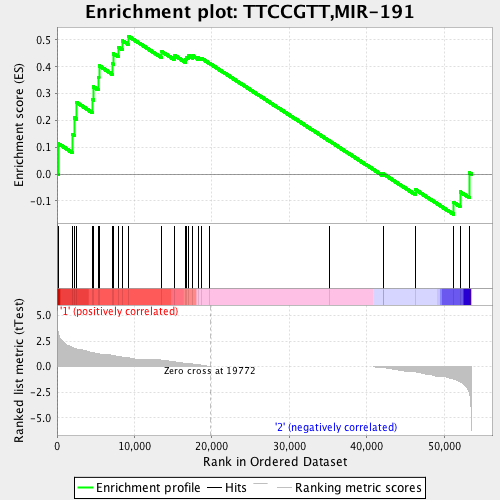 Enrichment plot: TTCCGTT,MIR-191
Enrichment score (ES)
0.5
0.4
0.3
0.2
0.1
0.0
-0.1
Ranked list metric (tTest)
'1' (positively correlated)
5.0
2.5
0.0
-2.5
-5.0
Zero cross at 19772
'2' (negatively correlated)
0
10,000
20,000
30,000
40,000
50,000
Rank in Ordered Dataset
Enrichment profile
Hits
Ranking metric scores